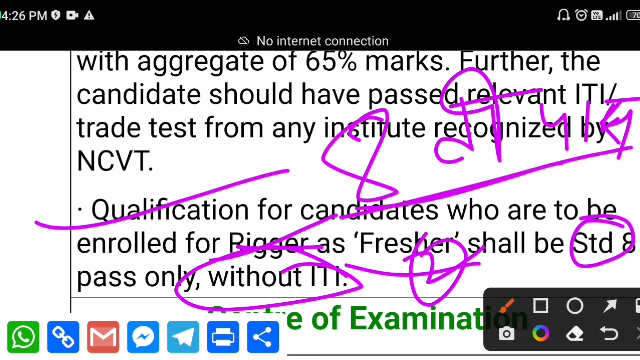 4:26 PM
No internet connection
with aggregate of 65% marks. Further, the
candidate should have passed relevant ITI/
trade test from any institute recognized by
NCVT.
8 वी पास
· Qualification for candidates who are to be
enrolled for Rigger as ‘Fresher’ shall be Std 8
pass only, without ITI.
Centre of Examination